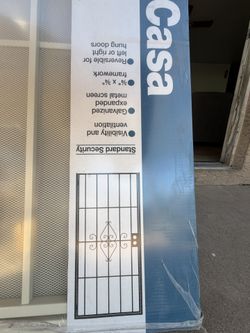 Casa
Standard Security
Visibility and
ventilation
Galvanized
expanded
metal screen
¾" x ¾"
framework
Reversible for
left or right
hung doors